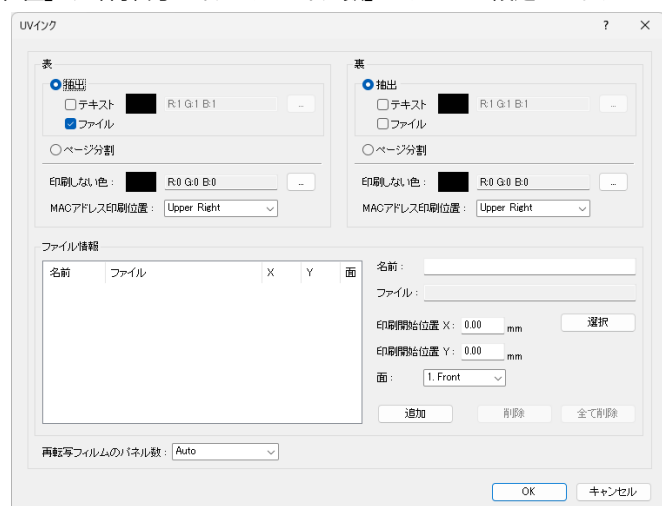 UVインク ? ×
表
抽出
テキスト R:1 G:1 B:1 ...
ファイル
ページ分割
印刷しない色: R:0 G:0 B:0 ...
MACアドレス印刷位置: Upper Right
裏
抽出
テキスト R:1 G:1 B:1 ...
ファイル
ページ分割
印刷しない色: R:0 G:0 B:0 ...
MACアドレス印刷位置: Upper Right
ファイル情報
名前 ファイル X Y 面
名前:
ファイル:
印刷開始位置 X: 0.00 mm 選択
印刷開始位置 Y: 0.00 mm
面: 1. Front
追加 削除 全て削除
再転写フィルムのパネル数: Auto
OK キャンセル